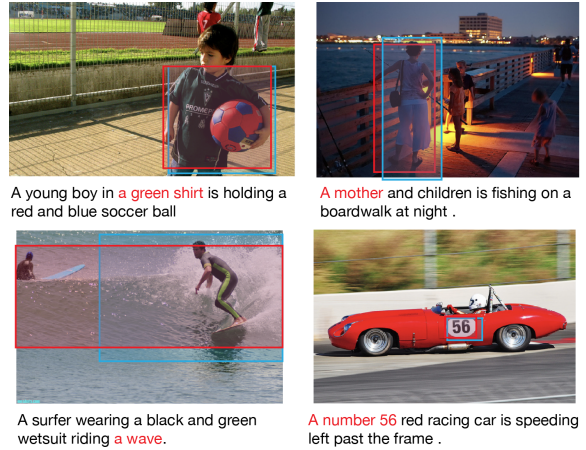 PROMER
A young boy in a green shirt is holding a
red and blue soccer ball
A mother and children is fishing on a
boardwalk at night .
56
A surfer wearing a black and green
wetsuit riding a wave.
A number 56 red racing car is speeding
left past the frame .